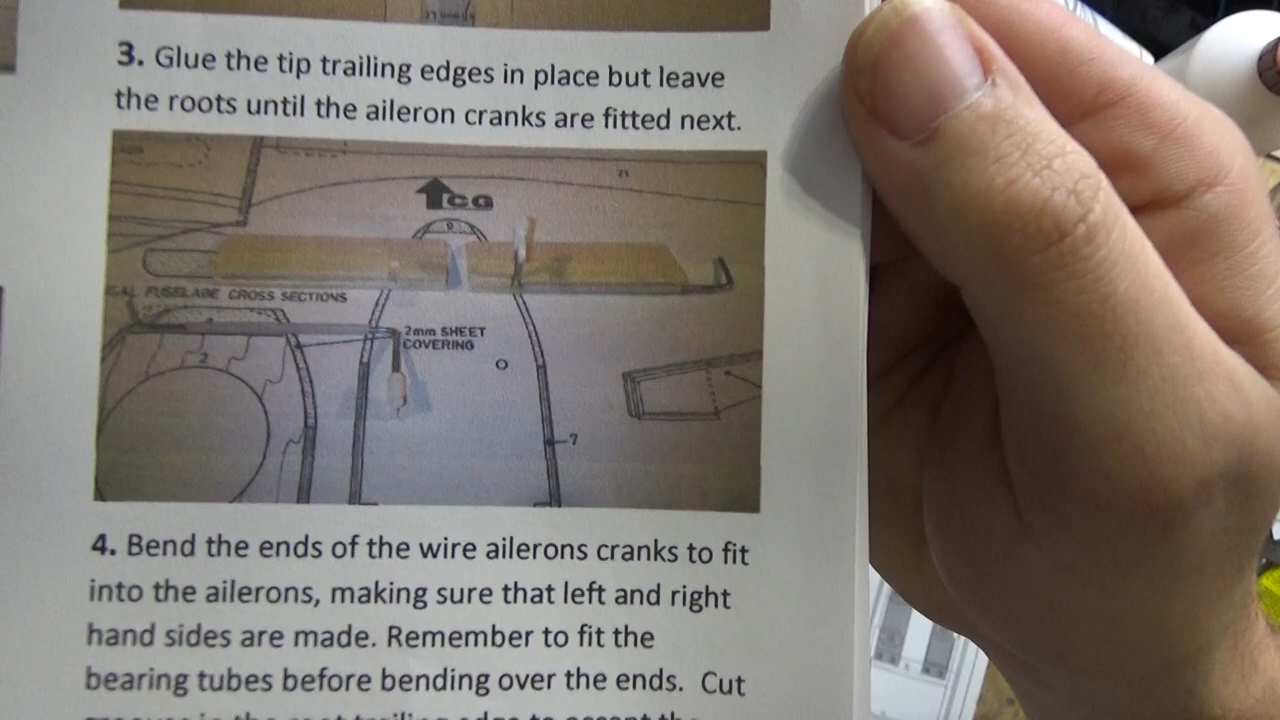 3. Glue the tip trailing edges in place but leave
the roots until the aileron cranks are fitted next.
21
CG
FUSELAGE CROSS SECTIONS
2mm SHEET
COVERING
2
7
4. Bend the ends of the wire ailerons cranks to fit
into the ailerons, making sure that left and right
hand sides are made. Remember to fit the
bearing tubes before bending over the ends. Cut